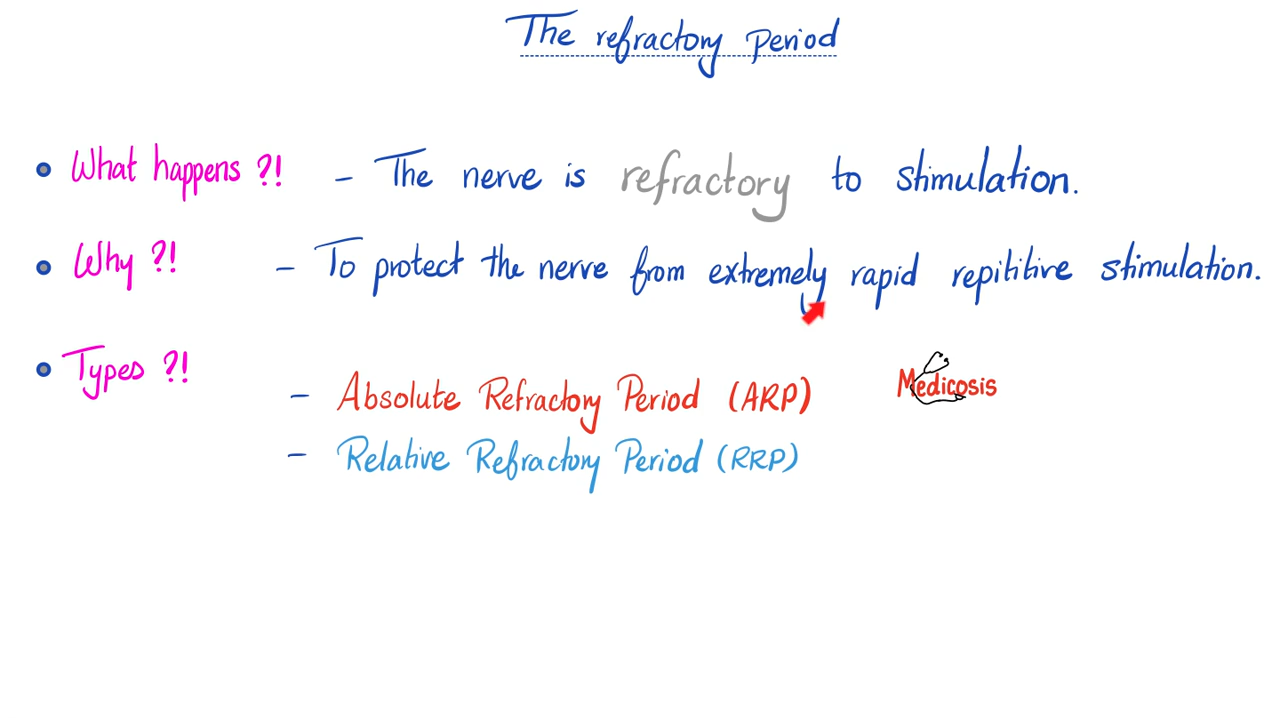 The refractory period
• What happens ?! – The nerve is refractory to stimulation.
• Why ?! – To protect the nerve from extremely rapid repititive stimulation.
• Types ?!
– Absolute Refractory Period (ARP)
Medicosis
– Relative Refractory Period (RRP)